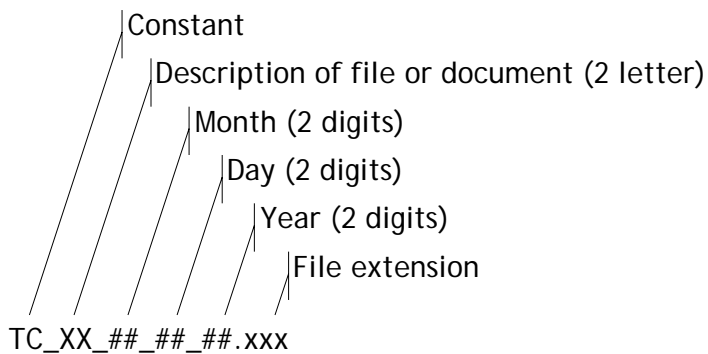 Constant
Description of file or document (2 letter)
Month (2 digits)
Day (2 digits)
Year (2 digits)
File extension
TC_XX_##_##_##.xxx